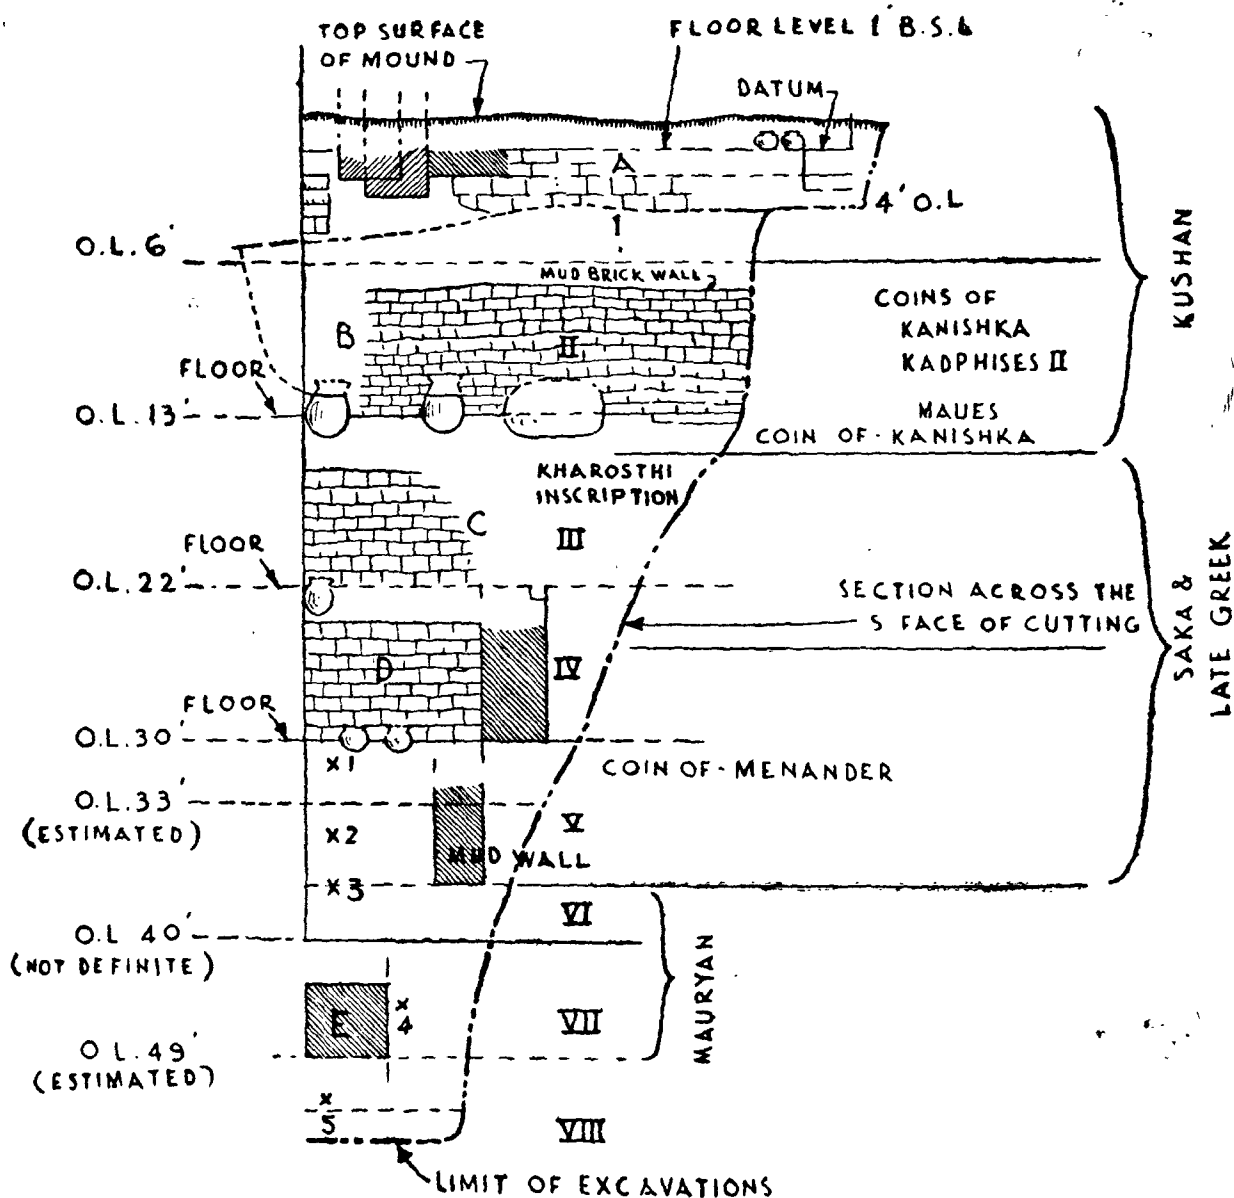 TOP SURFACE
OF MOUND
FLOOR LEVEL 1' B.S.L
DATUM
A
4' O.L
I
O.L. 6'
MUD BRICK WALL
COINS OF
KANISHKA
KADPHISES II
B
II
FLOOR
O.L. 13'
MAUES
COIN OF-KANISHKA
KUSHAN
KHAROSTHI
INSCRIPTION
C
III
FLOOR
O.L. 22'
SECTION ACROSS THE
S FACE OF CUTTING
D
IV
SAKA &
LATE GREEK
FLOOR
O.L. 30'
x1
COIN OF-MENANDER
O.L. 33'
(ESTIMATED)
x2
V
MUD WALL
x3
VI
O.L 40'
(NOT DEFINITE)
MAURYAN
E
x
4
VII
O L. 49'
(ESTIMATED)
x
5
VIII
LIMIT OF EXCAVATIONS